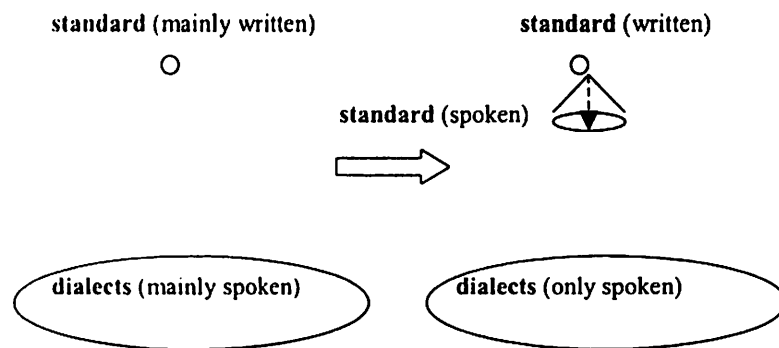 standard (mainly written)
standard (written)
standard (spoken)
dialects (mainly spoken)
dialects (only spoken)